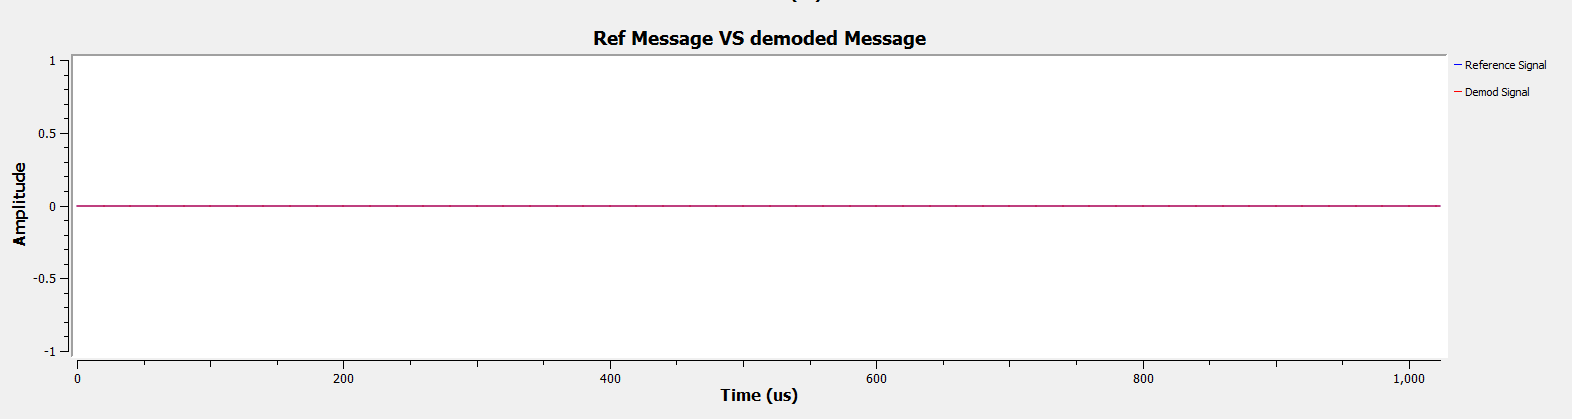 Ref Message VS demoded Message
1
0.5
0
-0.5
-1
Amplitude
0 200 400 600 800 1,000
Time (us)
Reference Signal
Demod Signal